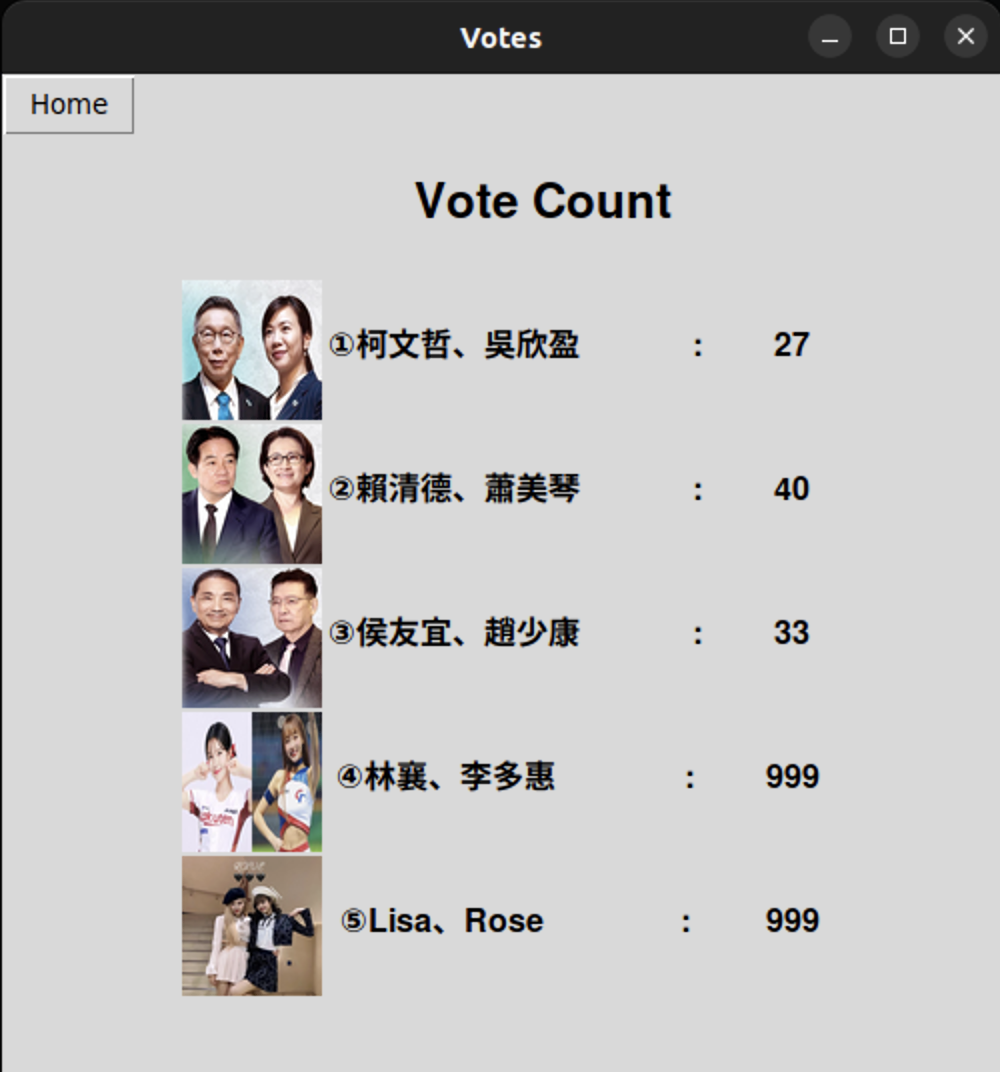 Votes
Home
Vote Count
①柯文哲、吳欣盈 : 27
②賴清德、蕭美琴 : 40
③侯友宜、趙少康 : 33
④林襄、李多惠 : 999
Rakuten
⑤Lisa、Rose : 999